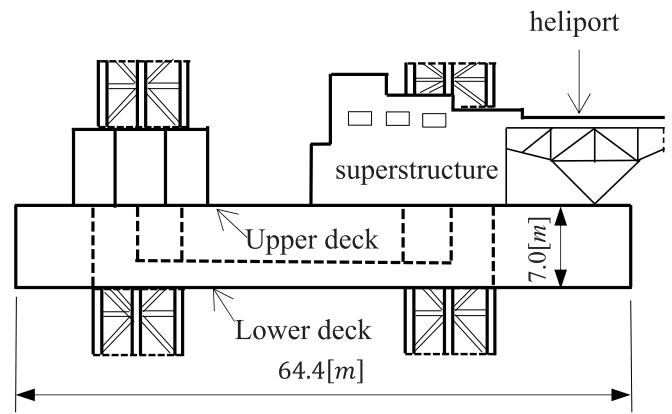 heliport
superstructure
Upper deck
7.0[m]
Lower deck
64.4[m]